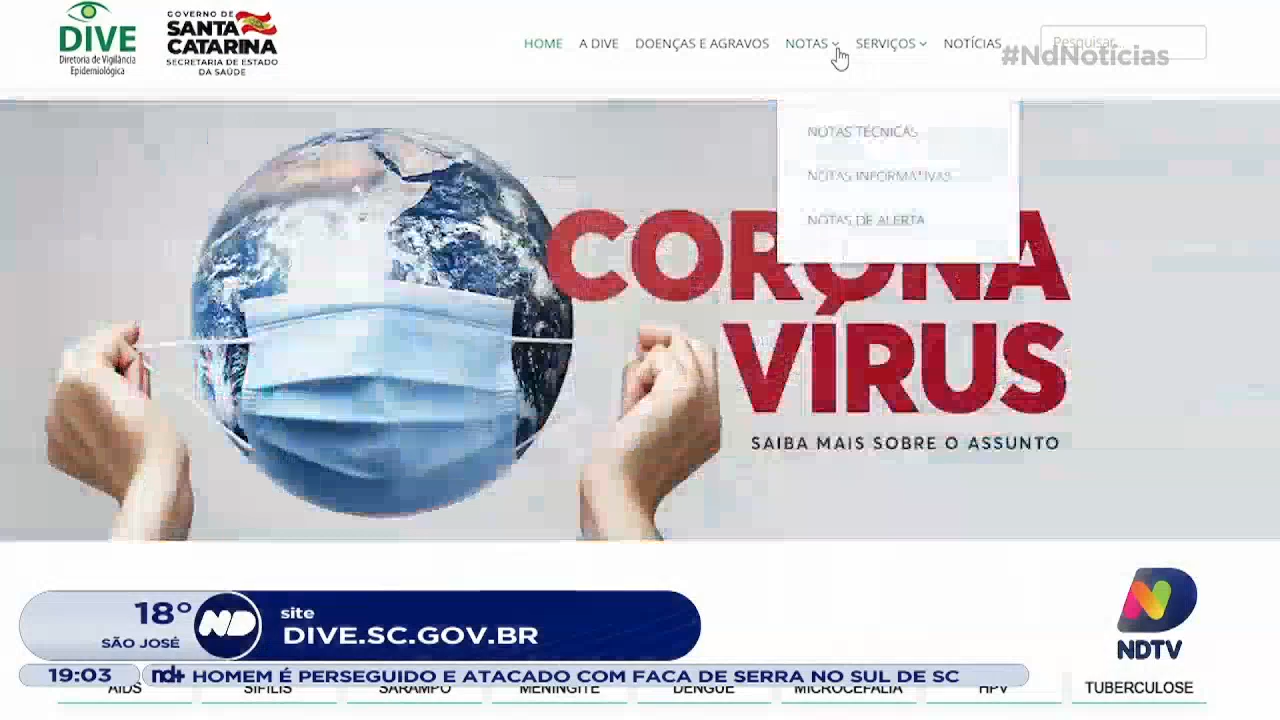 DIVE
Diretoria de Vigilância
Epidemiológica
GOVERNO DE
SANTA
CATARINA
SECRETARIA DE ESTADO
DA SAÚDE
HOME A DIVE DOENÇAS E AGRAVOS NOTAS SERVIÇOS NOTÍCIAS
Pesquisar...
#NdNotícias
NOTAS TÉCNICAS
NOTAS INFORMATIVAS
NOTAS DE ALERTA
CORONA
VÍRUS
SAIBA MAIS SOBRE O ASSUNTO
18°
SÃO JOSÉ
ND
site
DIVE.SC.GOV.BR
NDTV
19:03
nd+ HOMEM É PERSEGUIDO E ATACADO COM FACA DE SERRA NO SUL DE SC
AIDS SÍFILIS SARAMPO MENINGITE DENGUE MICROCEFALIA HPV TUBERCULOSE